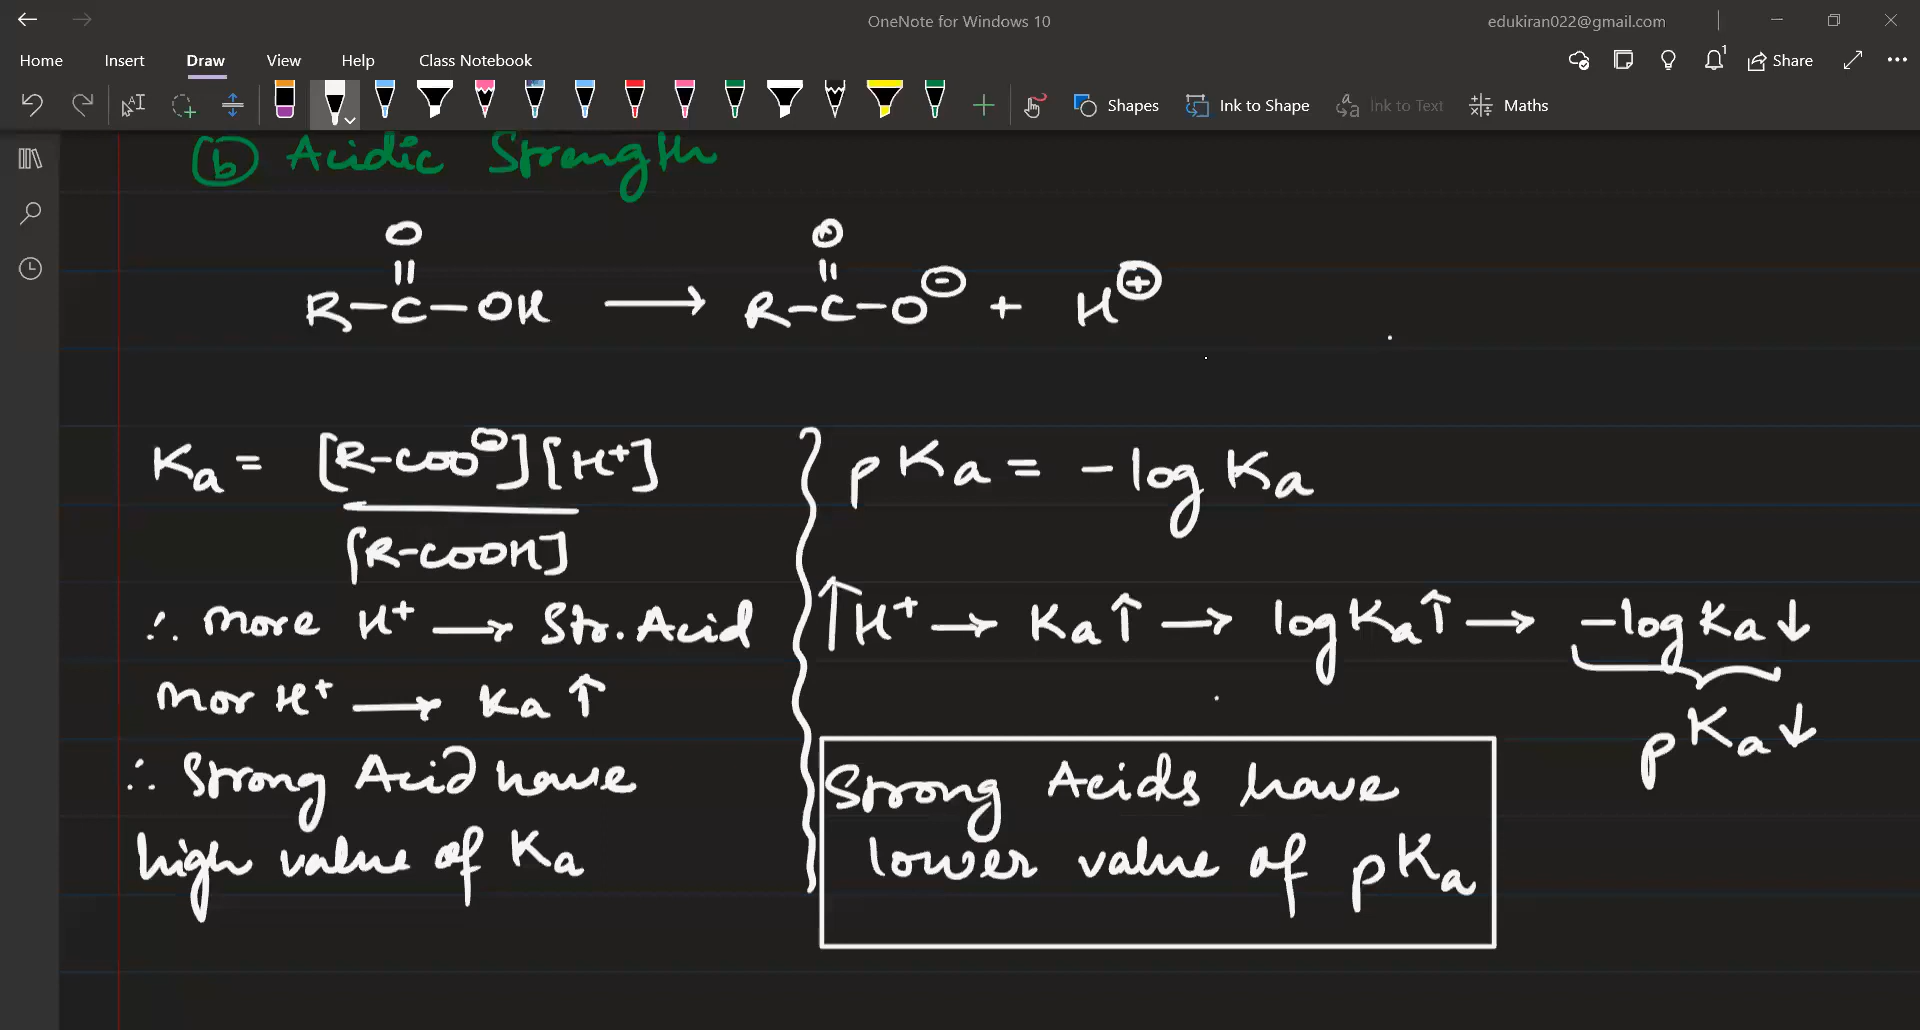 OneNote for Windows 10
edukiran022@gmail.com
Home Insert Draw View Help Class Notebook
1
Share
Shapes Ink to Shape Ink to Text Maths
(b) Acidic Strength
O O
|| ||
R-C-OH → R-C-O⊖ + H⊕
Ka = [R-COO⊖][H+]
[R-COOH]
∴ More H+ → Str. Acid
Mor H+ → Ka ↑
∴ Strong Acid have
high value of Ka
pKa = -log Ka
↑H+ → Ka↑ → log Ka↑ → -log Ka↓
pKa↓
Strong Acids have
lower value of pKa